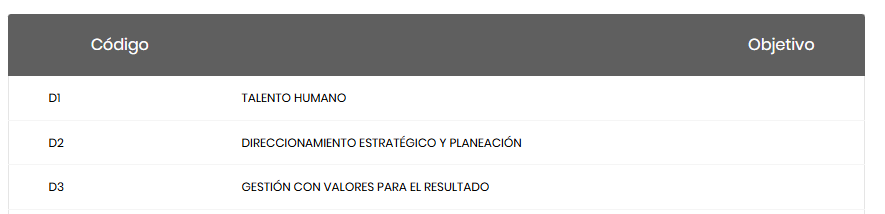 Código Objetivo
D1 TALENTO HUMANO
D2 DIRECCIONAMIENTO ESTRATÉGICO Y PLANEACIÓN
D3 GESTIÓN CON VALORES PARA EL RESULTADO